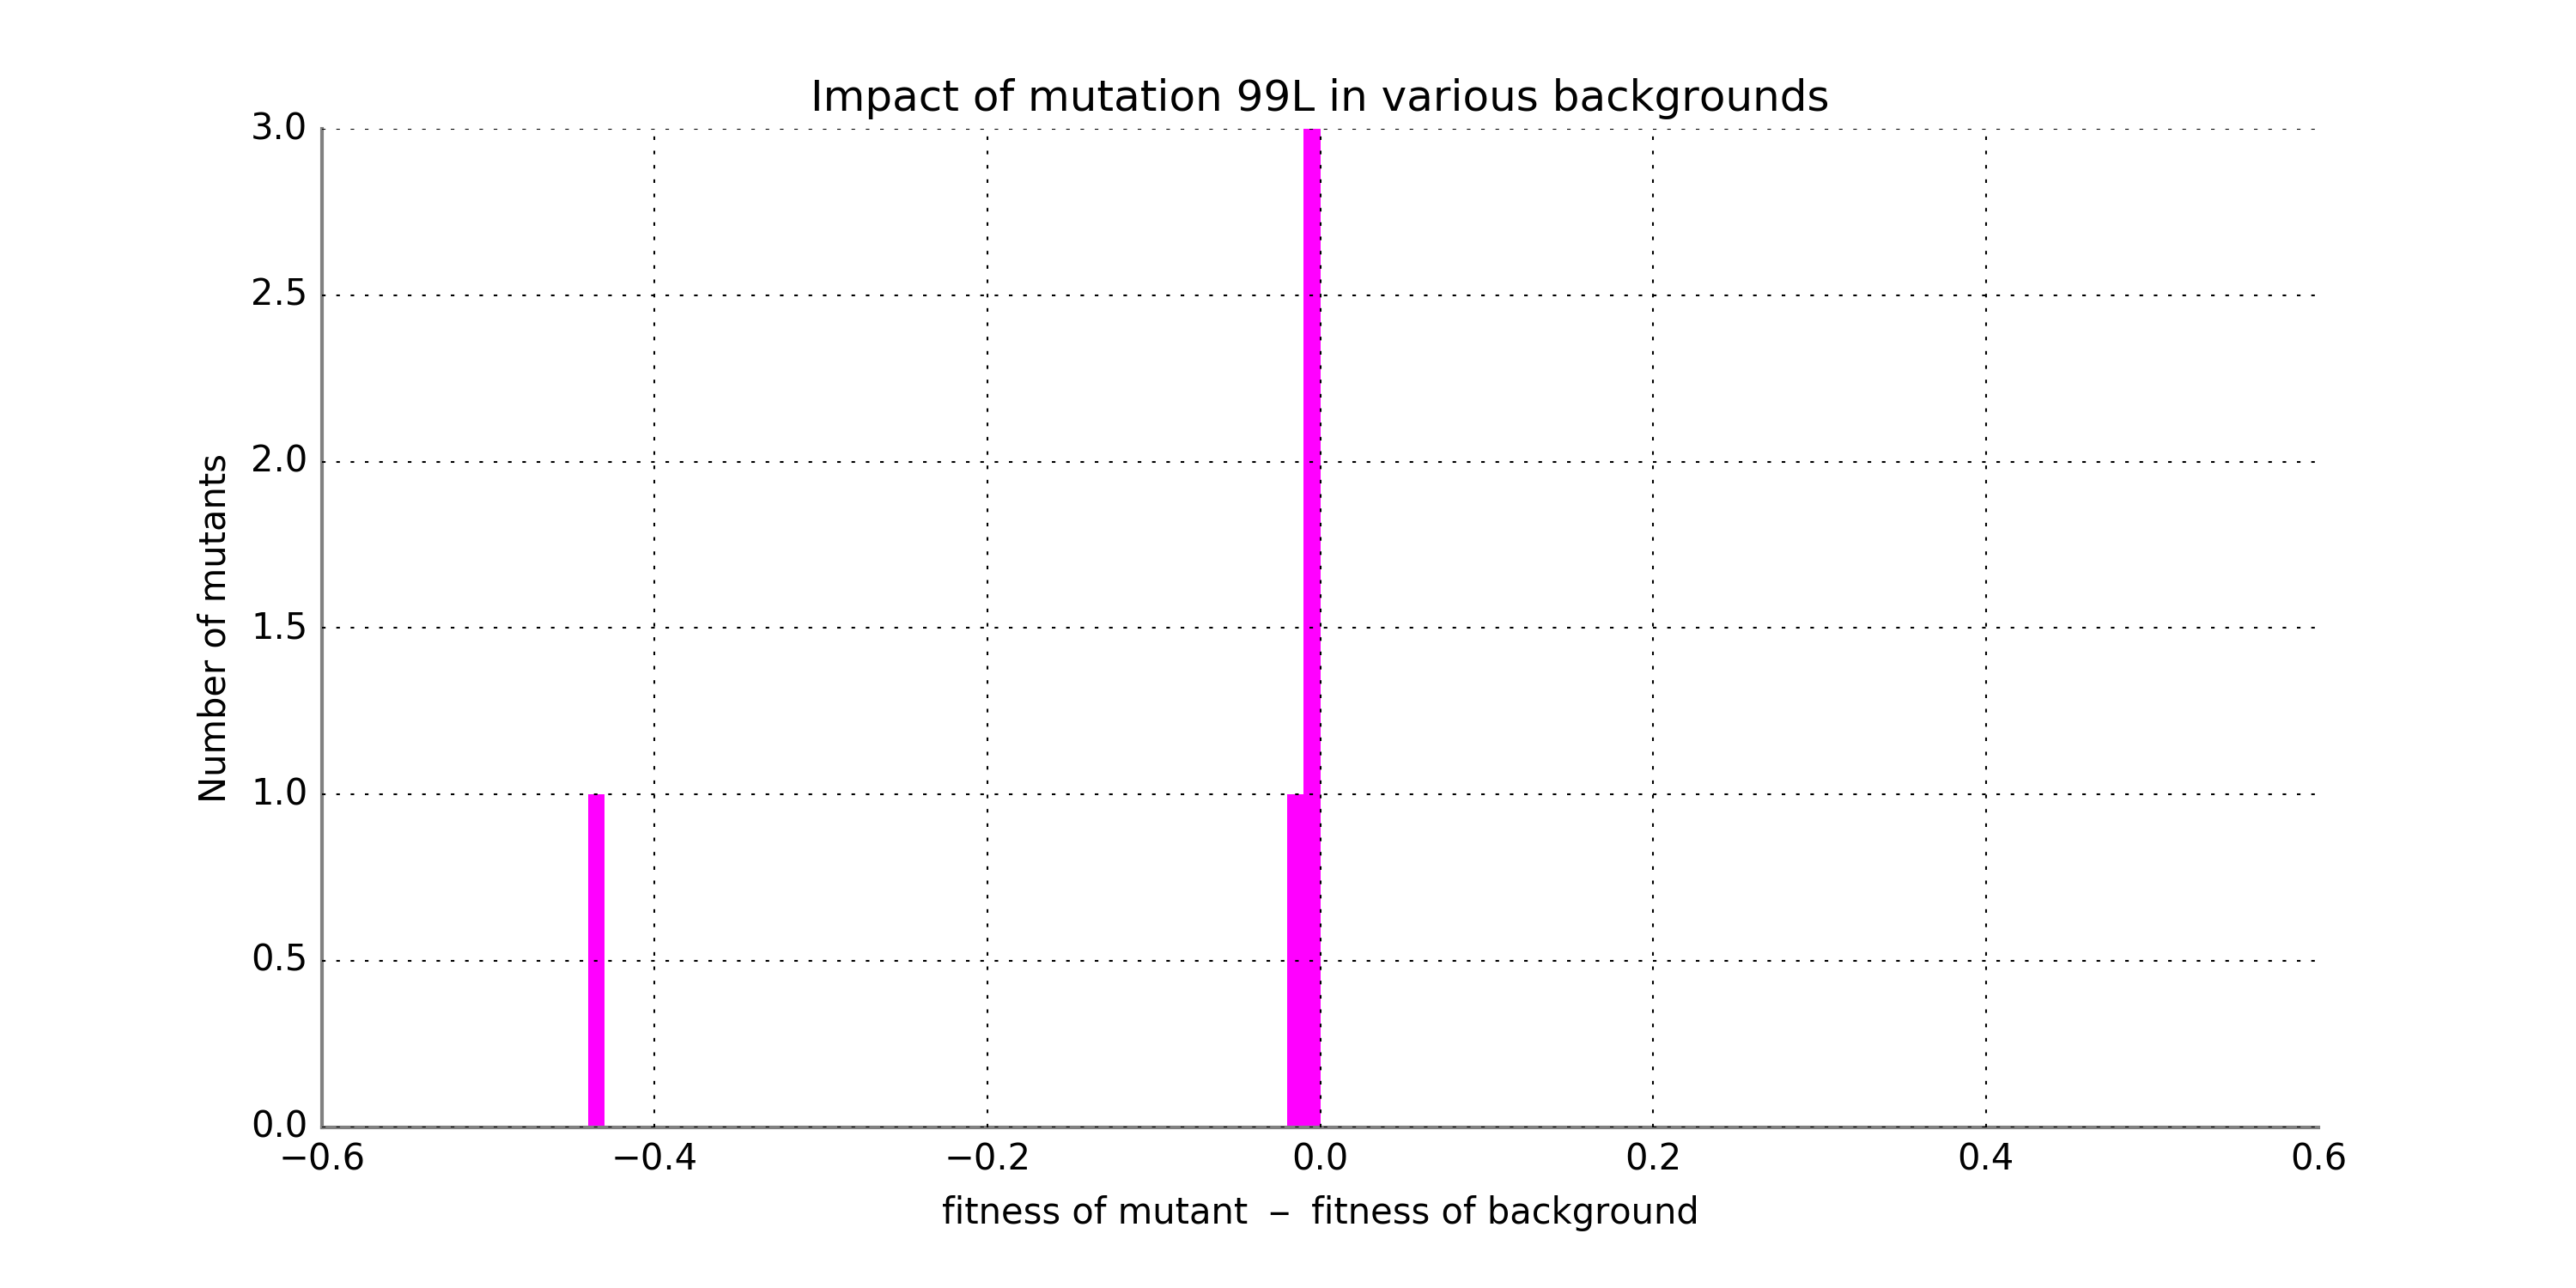 Impact of mutation 99L in various backgrounds
3.0
2.5
2.0
1.5
1.0
0.5
0.0
Number of mutants
−0.6 −0.4 −0.2 0.0 0.2 0.4 0.6
fitness of mutant − fitness of background